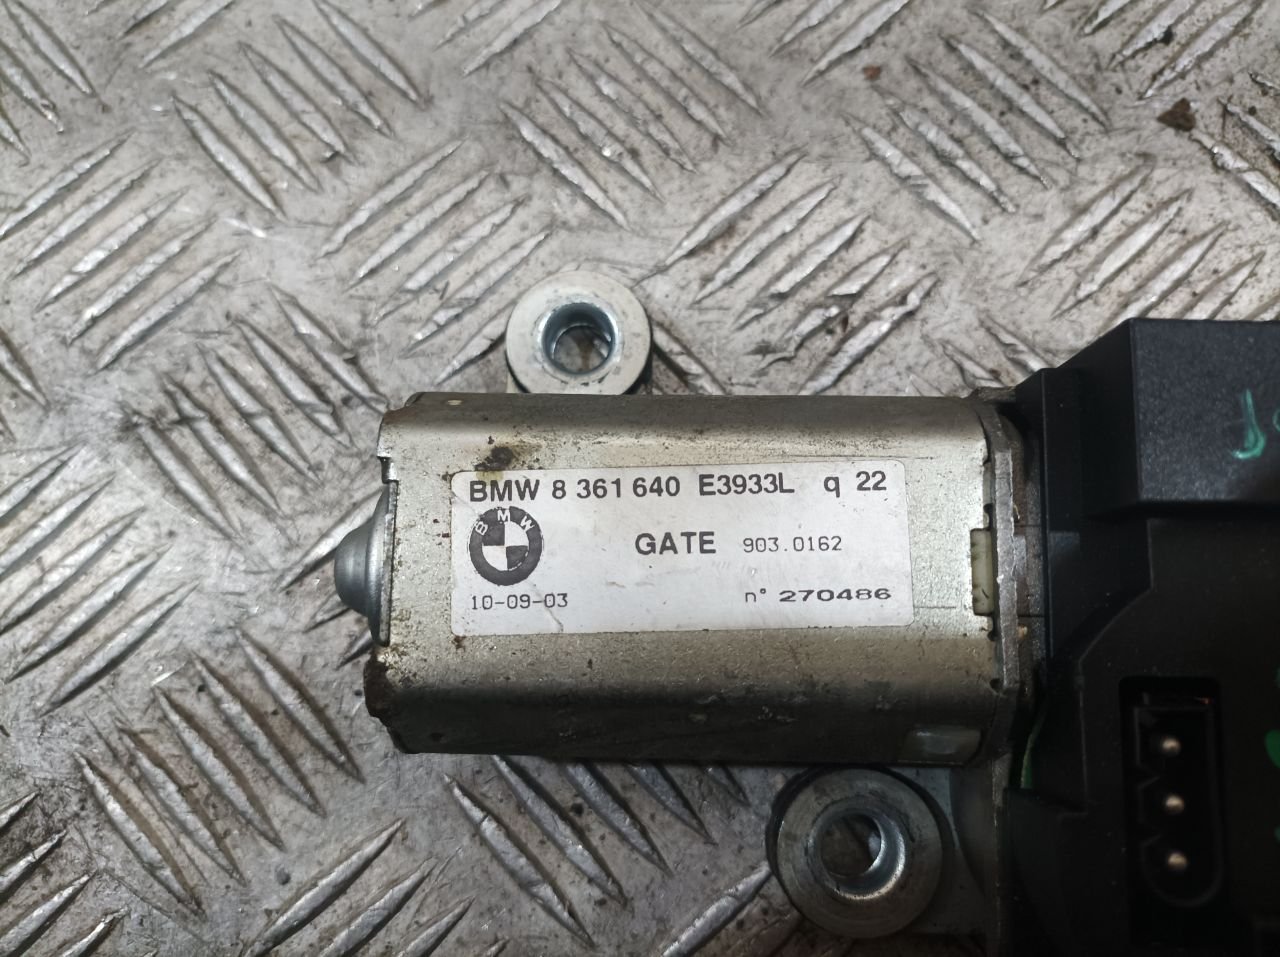 BMW 8 361 640 E3933L q 22
BMW
GATE 903.0162
10-09-03 n° 270486